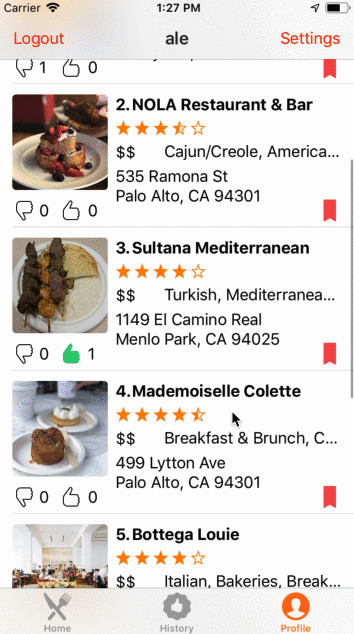 Carrier 1:27 PM
Logout ale Settings
1 0
2. NOLA Restaurant & Bar
$$ Cajun/Creole, America...
535 Ramona St
Palo Alto, CA 94301
0 0
3. Sultana Mediterranean
$$ Turkish, Mediterranea...
1149 El Camino Real
Menlo Park, CA 94025
0 1
4. Mademoiselle Colette
$$ Breakfast & Brunch, C...
499 Lytton Ave
Palo Alto, CA 94301
0 0
5. Bottega Louie
$$ Italian, Bakeries, Break...
Home History Profile